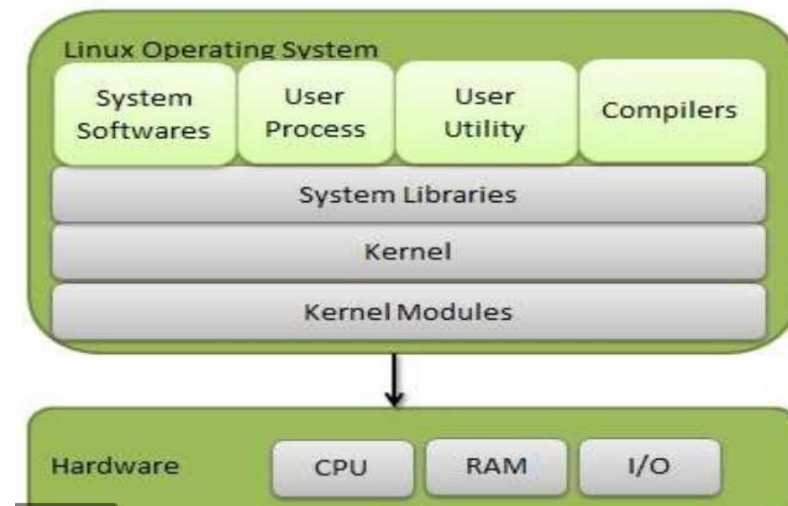 Linux Operating System
System Softwares
User Process
User Utility
Compilers
System Libraries
Kernel
Kernel Modules
Hardware
CPU
RAM
I/O